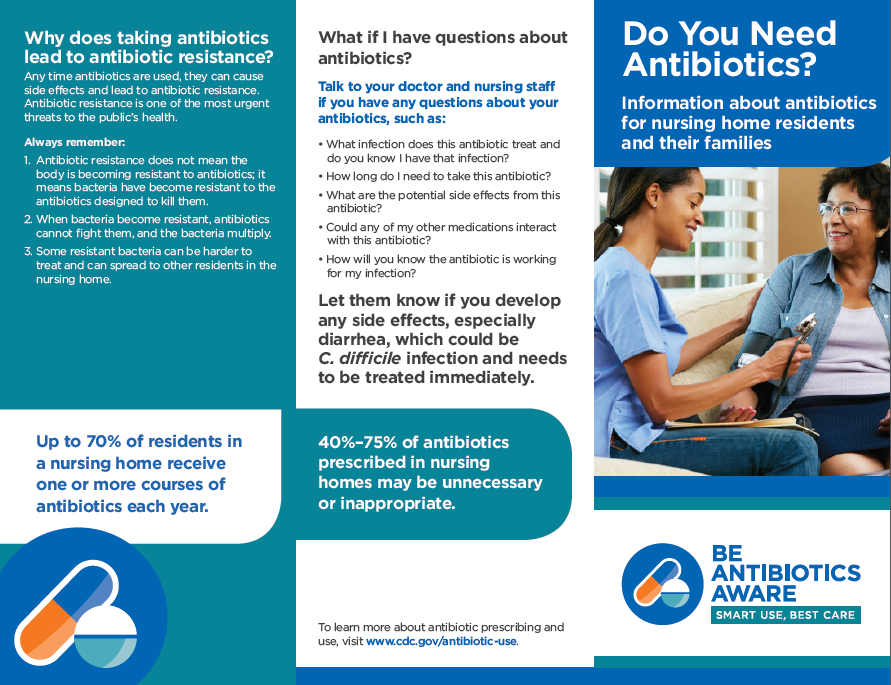 Why does taking antibiotics
lead to antibiotic resistance?
Any time antibiotics are used, they can cause
side effects and lead to antibiotic resistance.
Antibiotic resistance is one of the most urgent
threats to the public's health.
Always remember:
1. Antibiotic resistance does not mean the
body is becoming resistant to antibiotics; it
means bacteria have become resistant to the
antibiotics designed to kill them.
2. When bacteria become resistant, antibiotics
cannot fight them, and the bacteria multiply.
3. Some resistant bacteria can be harder to
treat and can spread to other residents in the
nursing home.
Up to 70% of residents in
a nursing home receive
one or more courses of
antibiotics each year.
What if I have questions about
antibiotics?
Talk to your doctor and nursing staff
if you have any questions about your
antibiotics, such as:
• What infection does this antibiotic treat and
do you know I have that infection?
• How long do I need to take this antibiotic?
• What are the potential side effects from this
antibiotic?
• Could any of my other medications interact
with this antibiotic?
• How will you know the antibiotic is working
for my infection?
Let them know if you develop
any side effects, especially
diarrhea, which could be
C. difficile infection and needs
to be treated immediately.
40%–75% of antibiotics
prescribed in nursing
homes may be unnecessary
or inappropriate.
To learn more about antibiotic prescribing and
use, visit www.cdc.gov/antibiotic-use.
Do You Need
Antibiotics?
Information about antibiotics
for nursing home residents
and their families
BE
ANTIBIOTICS
AWARE
SMART USE, BEST CARE